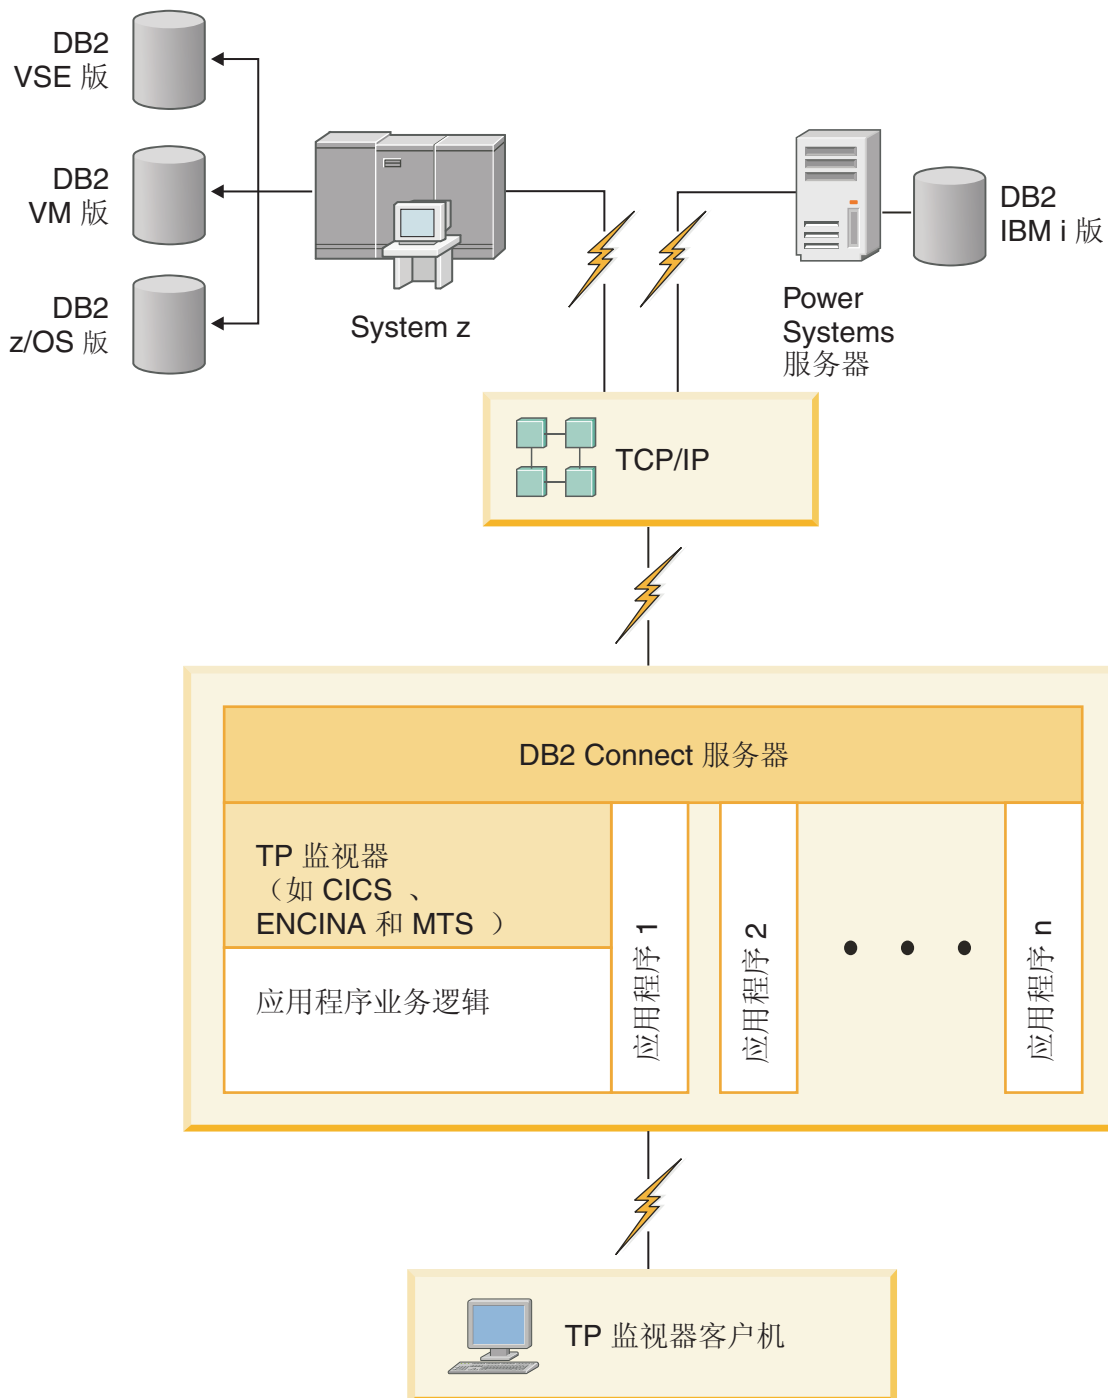 DB2
VSE 版
DB2
VM 版
DB2
z/OS 版
System z
DB2
IBM i 版
Power
Systems
服务器
TCP/IP
DB2 Connect 服务器
TP 监视器
（如 CICS 、
ENCINA 和 MTS ）
应用程序业务逻辑
应用程序 1
应用程序 2
应用程序 n
TP 监视器客户机